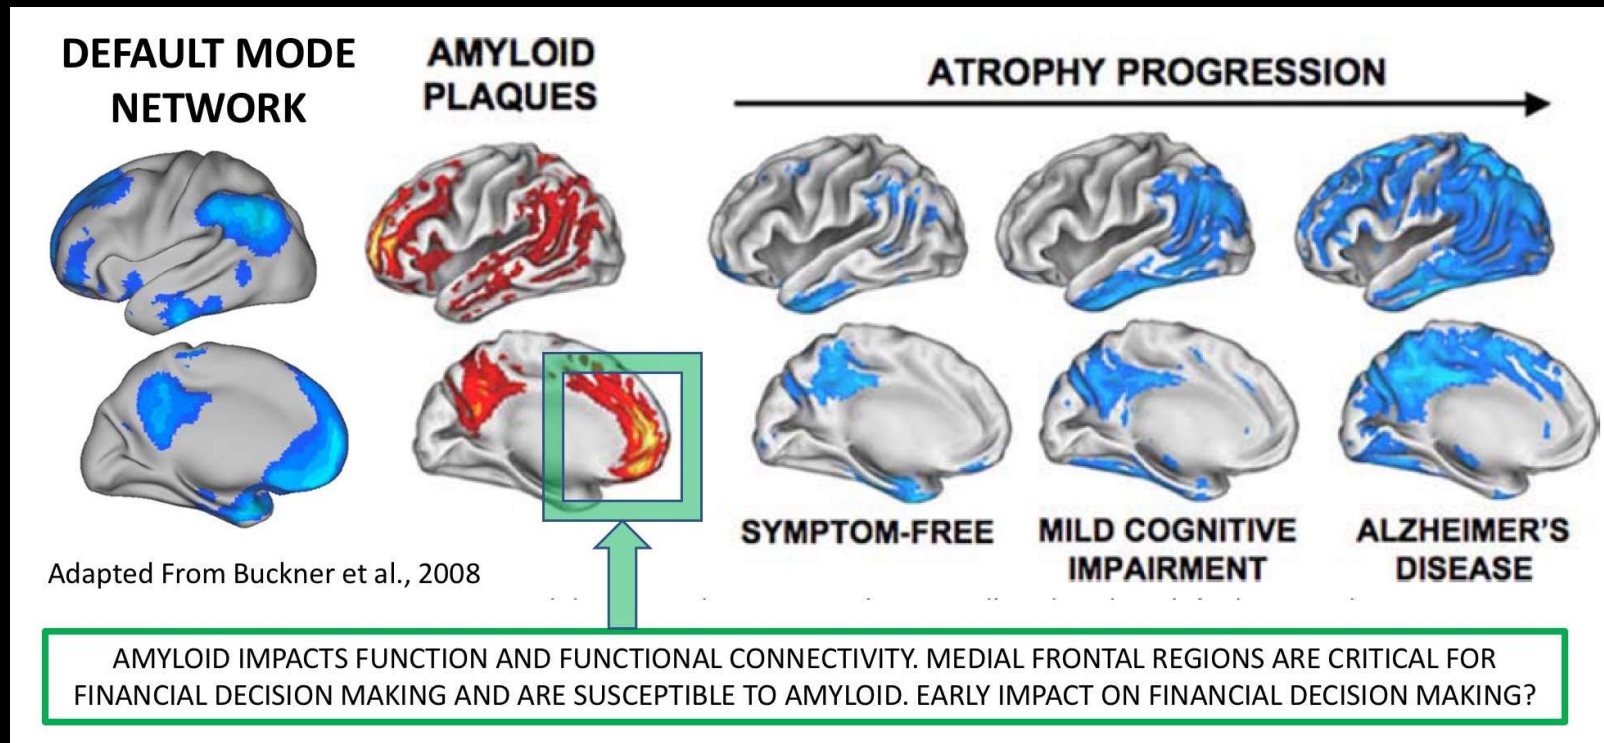 DEFAULT MODE
NETWORK
AMYLOID
PLAQUES
ATROPHY PROGRESSION
SYMPTOM-FREE
MILD COGNITIVE
IMPAIRMENT
ALZHEIMER'S
DISEASE
Adapted From Buckner et al., 2008
AMYLOID IMPACTS FUNCTION AND FUNCTIONAL CONNECTIVITY. MEDIAL FRONTAL REGIONS ARE CRITICAL FOR
FINANCIAL DECISION MAKING AND ARE SUSCEPTIBLE TO AMYLOID. EARLY IMPACT ON FINANCIAL DECISION MAKING?